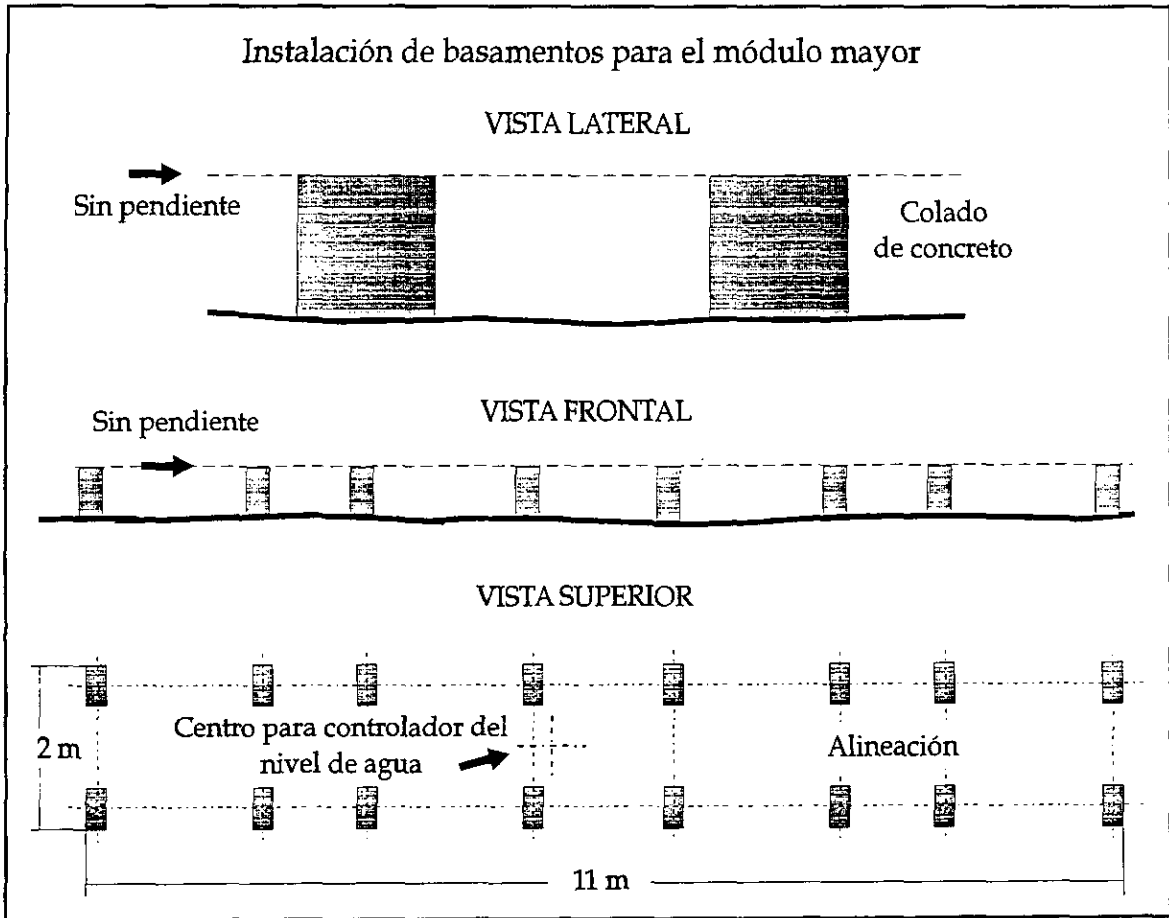 Instalación de basamentos para el módulo mayor
VISTA LATERAL
Sin pendiente
Colado
de concreto
VISTA FRONTAL
Sin pendiente
VISTA SUPERIOR
2 m
Centro para controlador del
nivel de agua
Alineación
11 m